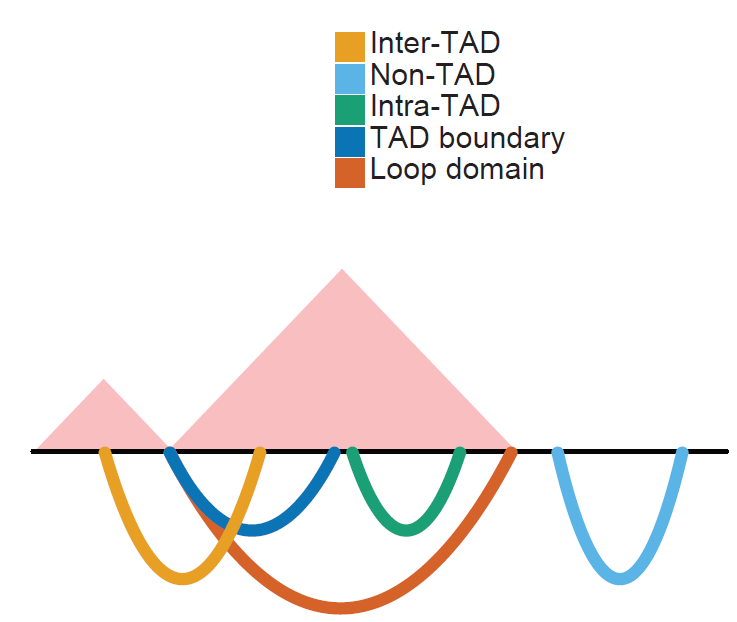 Inter-TAD
Non-TAD
Intra-TAD
TAD boundary
Loop domain